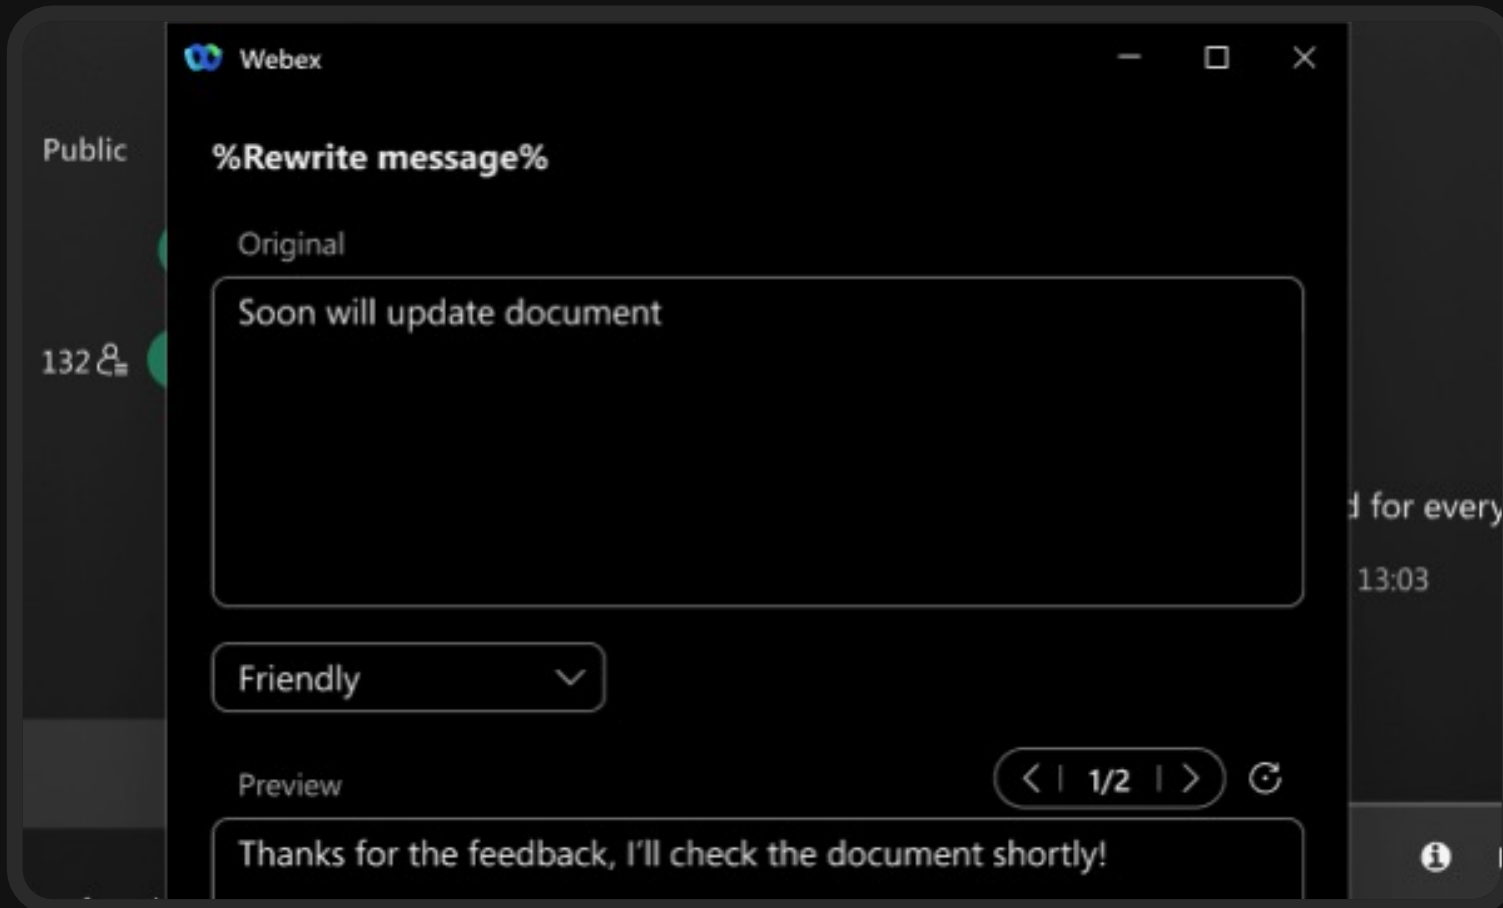 Webex
Public
%Rewrite message%
Original
Soon will update document
132
for every
13:03
Friendly
Preview
1/2
Thanks for the feedback, I'll check the document shortly!